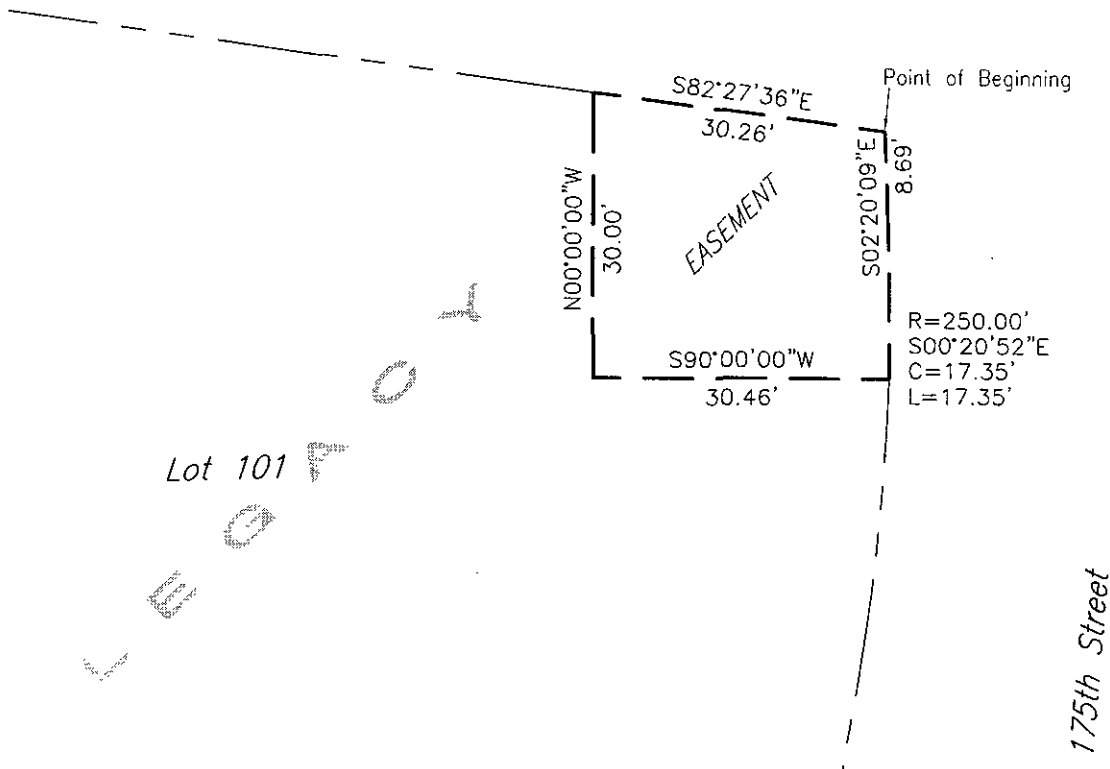 Point of Beginning
S82°27'36"E
30.26'
S02°20'09"E
8.69'
EASEMENT
N00°00'00"W
30.00'
R=250.00'
S00°20'52"E
C=17.35'
L=17.35'
S90°00'00"W
30.46'
Lot 101
175th Street